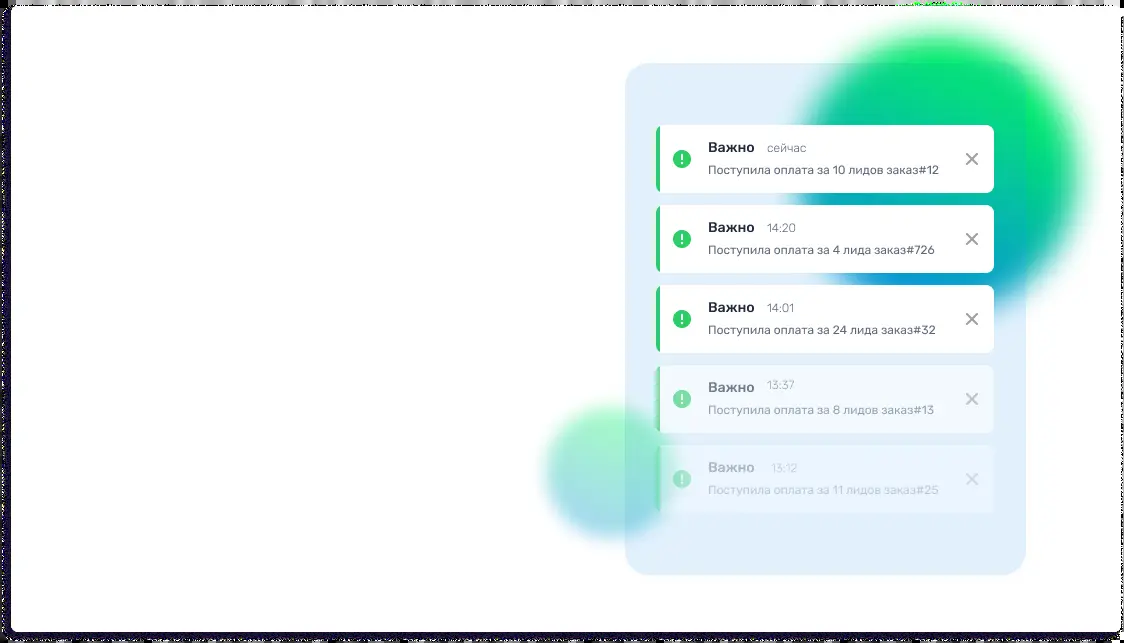 Важно сейчас
Поступила оплата за 10 лидов заказ#12
Важно 14:20
Поступила оплата за 4 лида заказ#726
Важно 14:01
Поступила оплата за 24 лида заказ#32
Важно 13:37
Поступила оплата за 8 лидов заказ#13
Важно 13:12
Поступила оплата за 11 лидов заказ#25